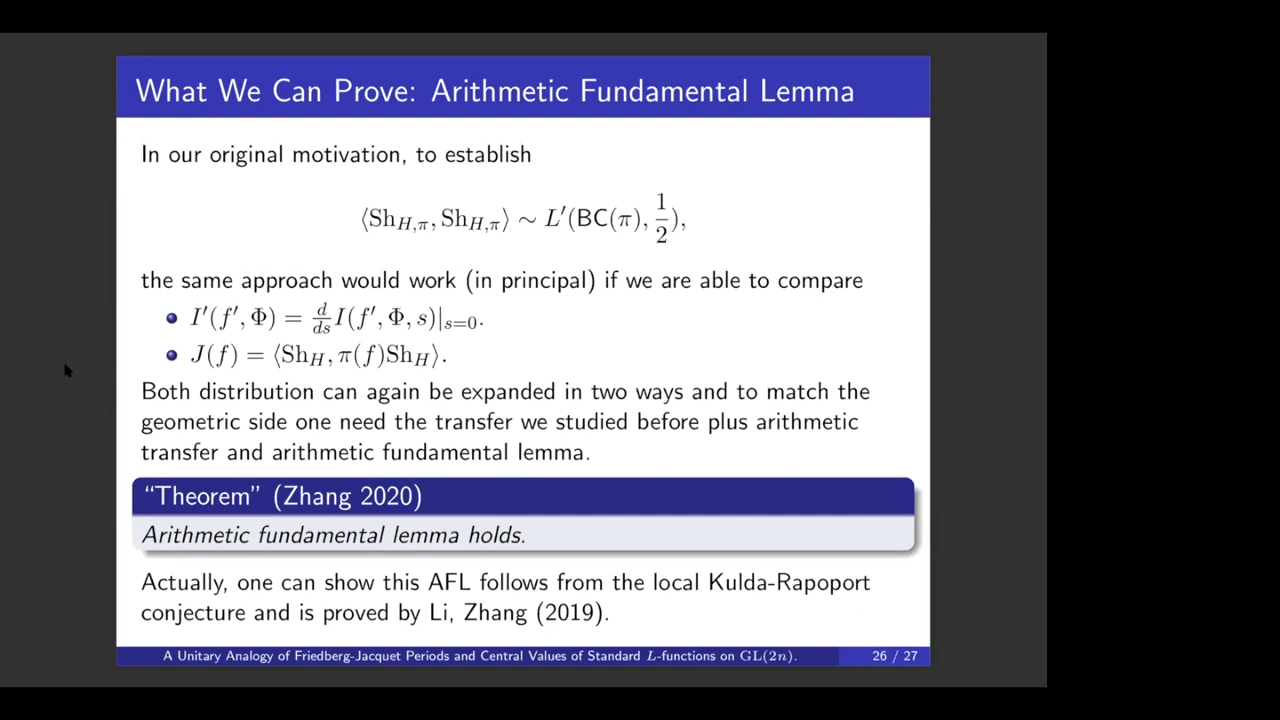 What We Can Prove: Arithmetic Fundamental Lemma
In our original motivation, to establish
⟨Sh_{H,π}, Sh_{H,π}⟩ ∼ L′(BC(π), 1/2),
the same approach would work (in principal) if we are able to compare
I′(f′, Φ) = d/ds I(f′, Φ, s)|_{s=0}.
J(f) = ⟨Sh_H, π(f)Sh_H⟩.
Both distribution can again be expanded in two ways and to match the
geometric side one need the transfer we studied before plus arithmetic
transfer and arithmetic fundamental lemma.
“Theorem” (Zhang 2020)
Arithmetic fundamental lemma holds.
Actually, one can show this AFL follows from the local Kulda-Rapoport
conjecture and is proved by Li, Zhang (2019).
A Unitary Analogy of Friedberg-Jacquet Periods and Central Values of Standard L-functions on GL(2n). 26 / 27